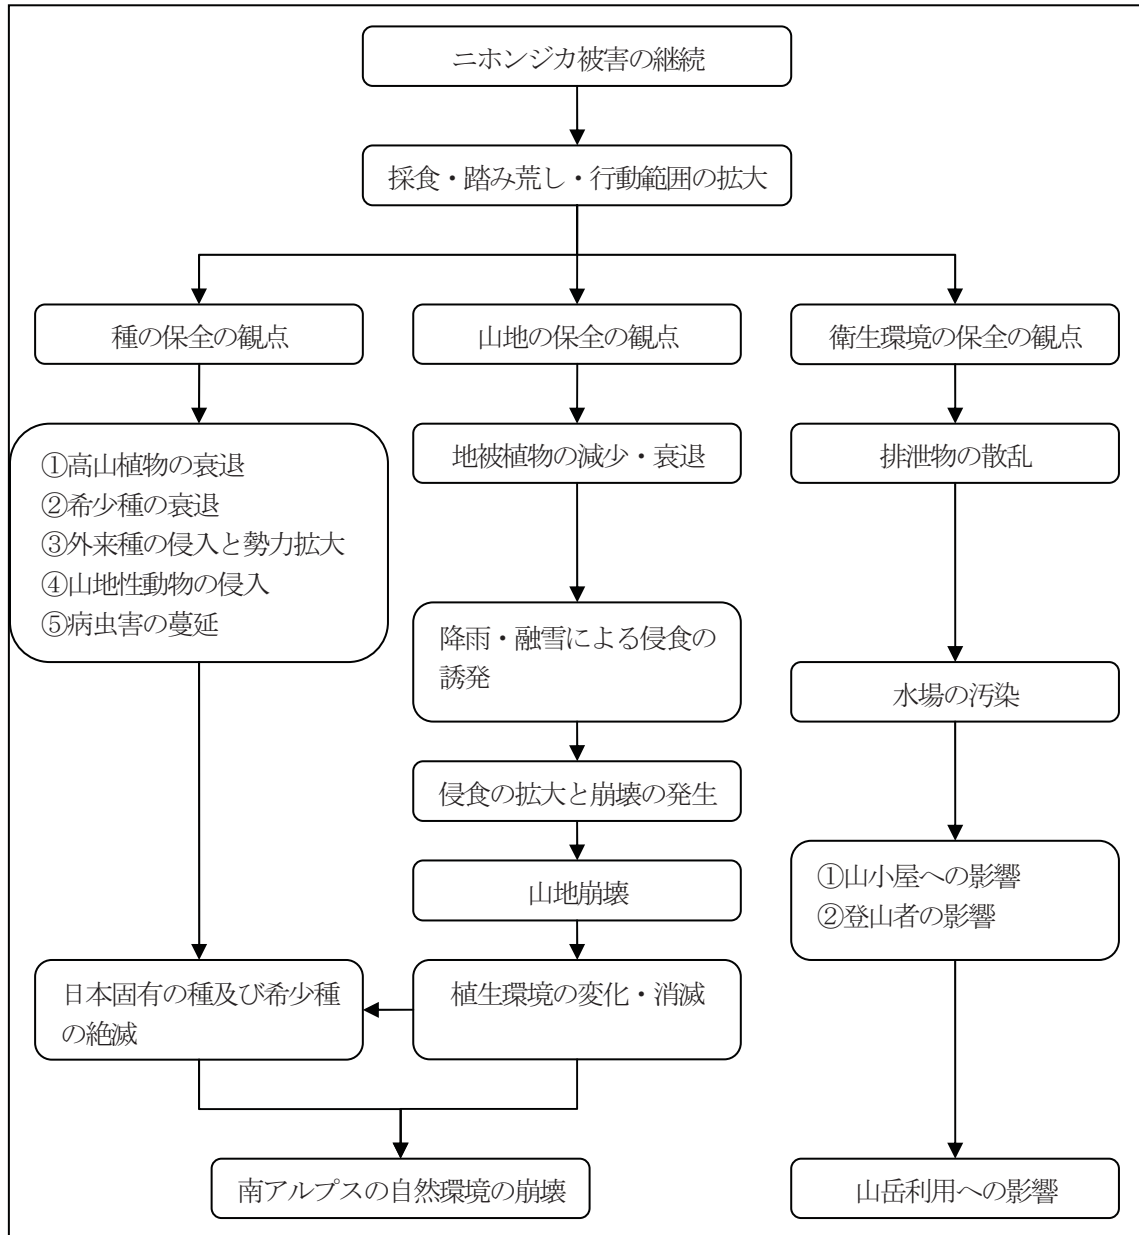 ニホンジカ被害の継続
採食・踏み荒し・行動範囲の拡大
種の保全の観点
山地の保全の観点
衛生環境の保全の観点
①高山植物の衰退
②希少種の衰退
③外来種の侵入と勢力拡大
④山地性動物の侵入
⑤病虫害の蔓延
地被植物の減少・衰退
排泄物の散乱
降雨・融雪による侵食の
誘発
水場の汚染
侵食の拡大と崩壊の発生
山地崩壊
①山小屋への影響
②登山者の影響
日本固有の種及び希少種
の絶滅
植生環境の変化・消滅
南アルプスの自然環境の崩壊
山岳利用への影響